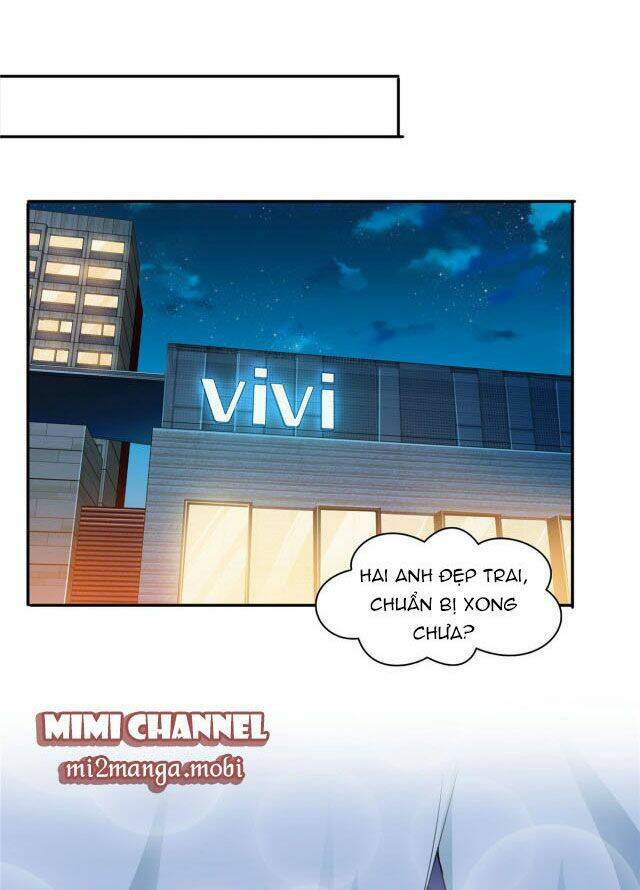 vivi
HAI ANH ĐẸP TRAI,
CHUẨN BỊ XONG
CHƯA?
MIMI CHANNEL
mi2manga.mobi